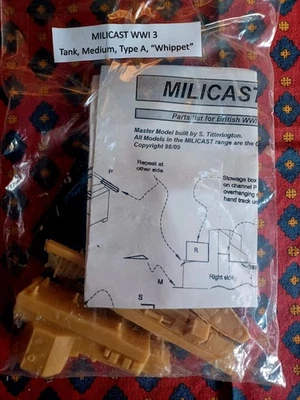 MILICAST WWI 3
Tank, Medium, Type A, "Whippet"
MILICAST
Parts list for British WWI
Master Model built by S. Titterington.
All Models in the MILICAST range are the
Copyright 98/09
Repeat at
other side
P
Stowage box
on channel P
overhanging
hand track
R
Right side
M
S